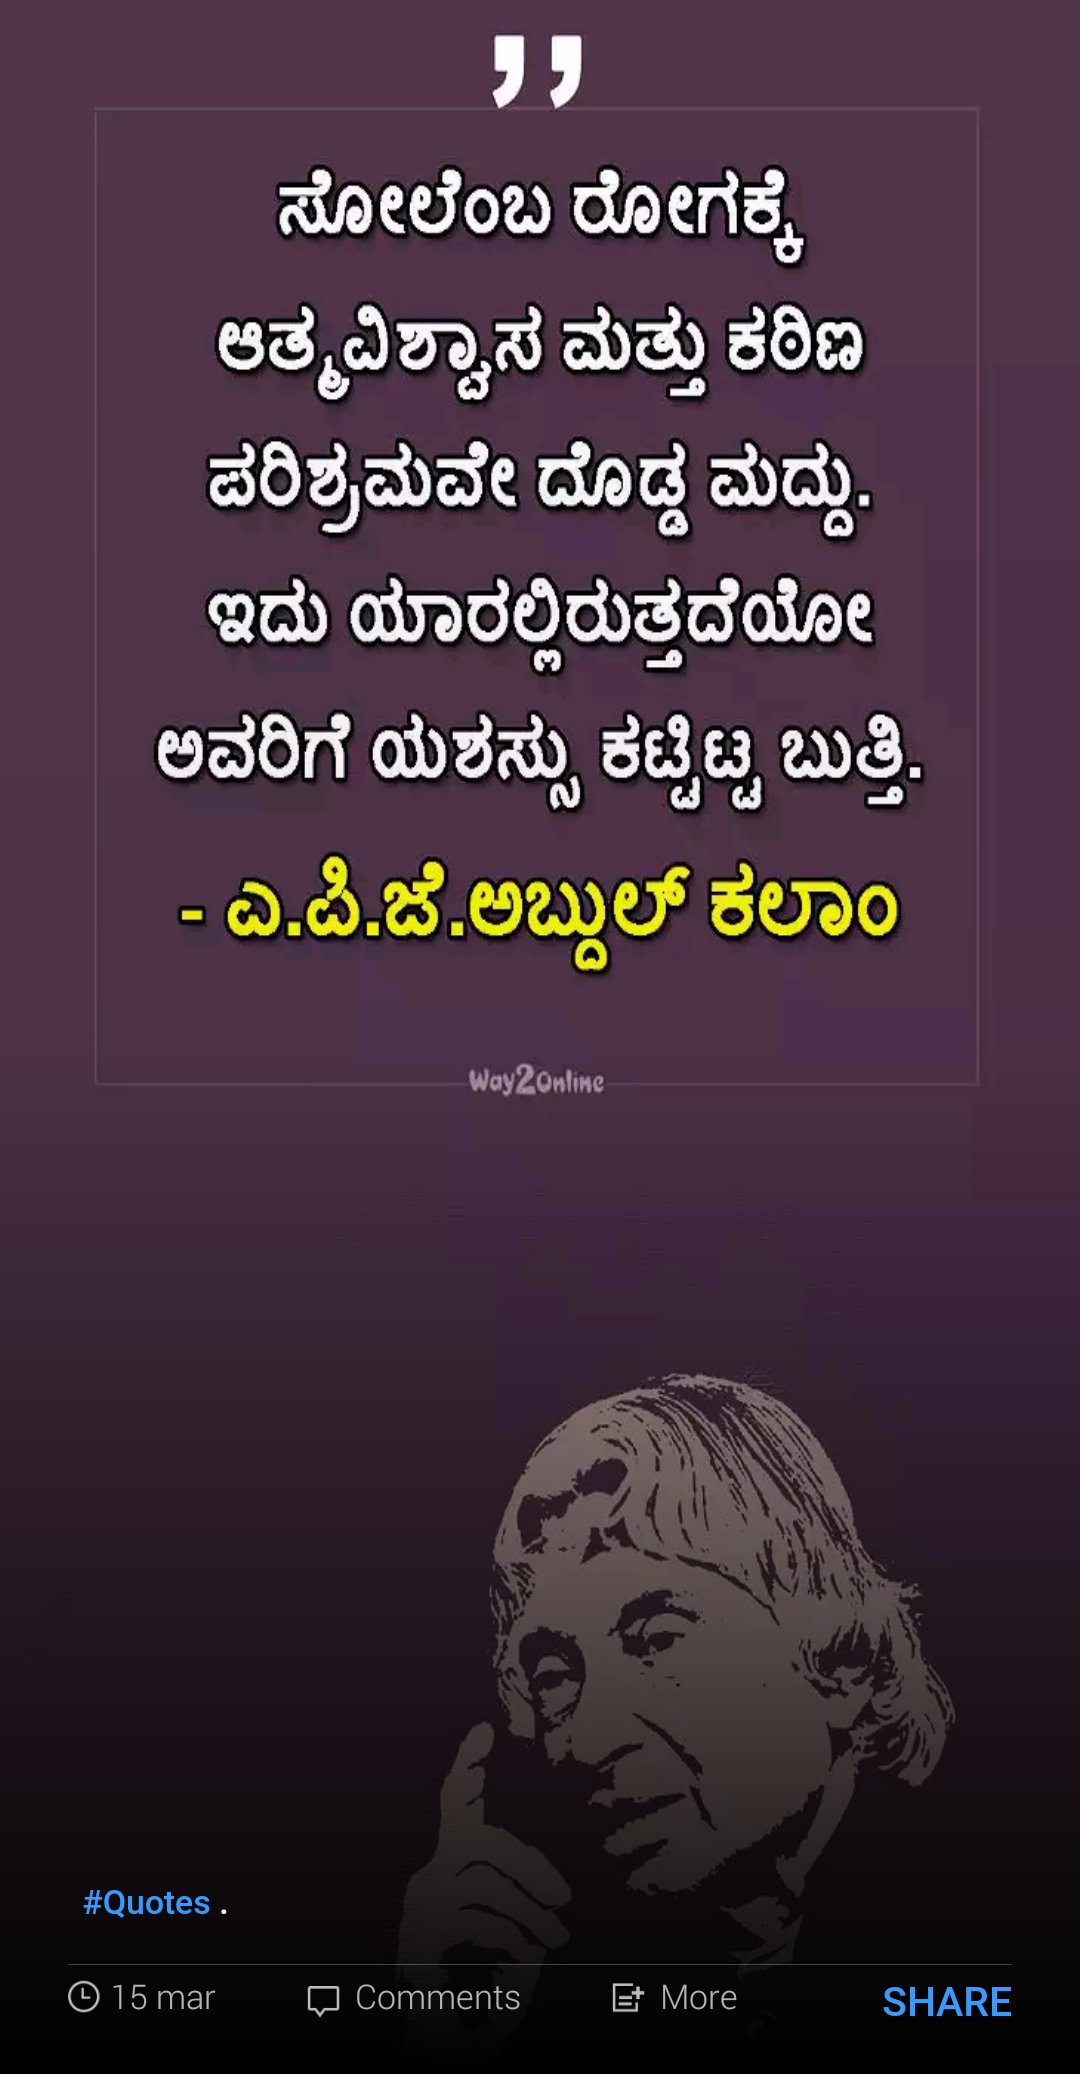 ”
ಸೋಲೆಂಬ ರೋಗಕ್ಕೆ
ಆತ್ಮವಿಶ್ವಾಸ ಮತ್ತು ಕಠಿಣ
ಪರಿಶ್ರಮವೇ ದೊಡ್ಡ ಮದ್ದು.
ಇದು ಯಾರಲ್ಲಿರುತ್ತದೆಯೋ
ಅವರಿಗೆ ಯಶಸ್ಸು ಕಟ್ಟಿಟ್ಟ ಬುತ್ತಿ.
- ಎ.ಪಿ.ಜೆ.ಅಬ್ದುಲ್ ಕಲಾಂ
Way2Online
#Quotes .
15 mar Comments More SHARE